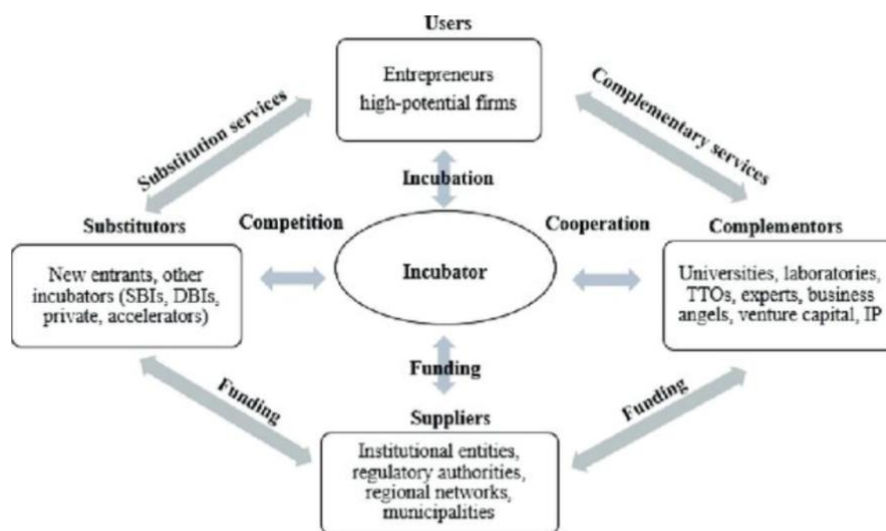 Users
Entrepreneurs
high-potential firms
Substitution services
Complementary services
Incubation
Substitutors
Competition
Cooperation
Complementors
New entrants, other
incubators (SBIs, DBIs,
private, accelerators)
Incubator
Universities, laboratories,
TTOs, experts, business
angels, venture capital, IP
Funding
Funding
Funding
Suppliers
Institutional entities,
regulatory authorities,
regional networks,
municipalities